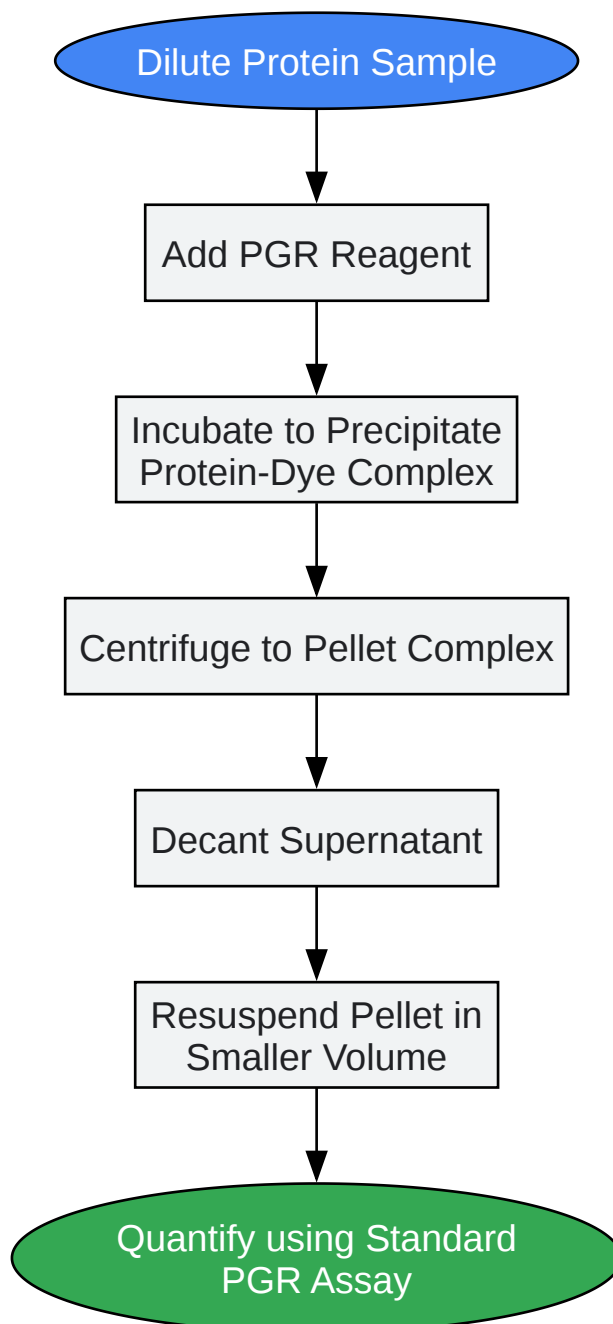 Dilute Protein Sample
Add PGR Reagent
Incubate to Precipitate
Protein-Dye Complex
Centrifuge to Pellet Complex
Decant Supernatant
Resuspend Pellet in
Smaller Volume
Quantify using Standard
PGR Assay